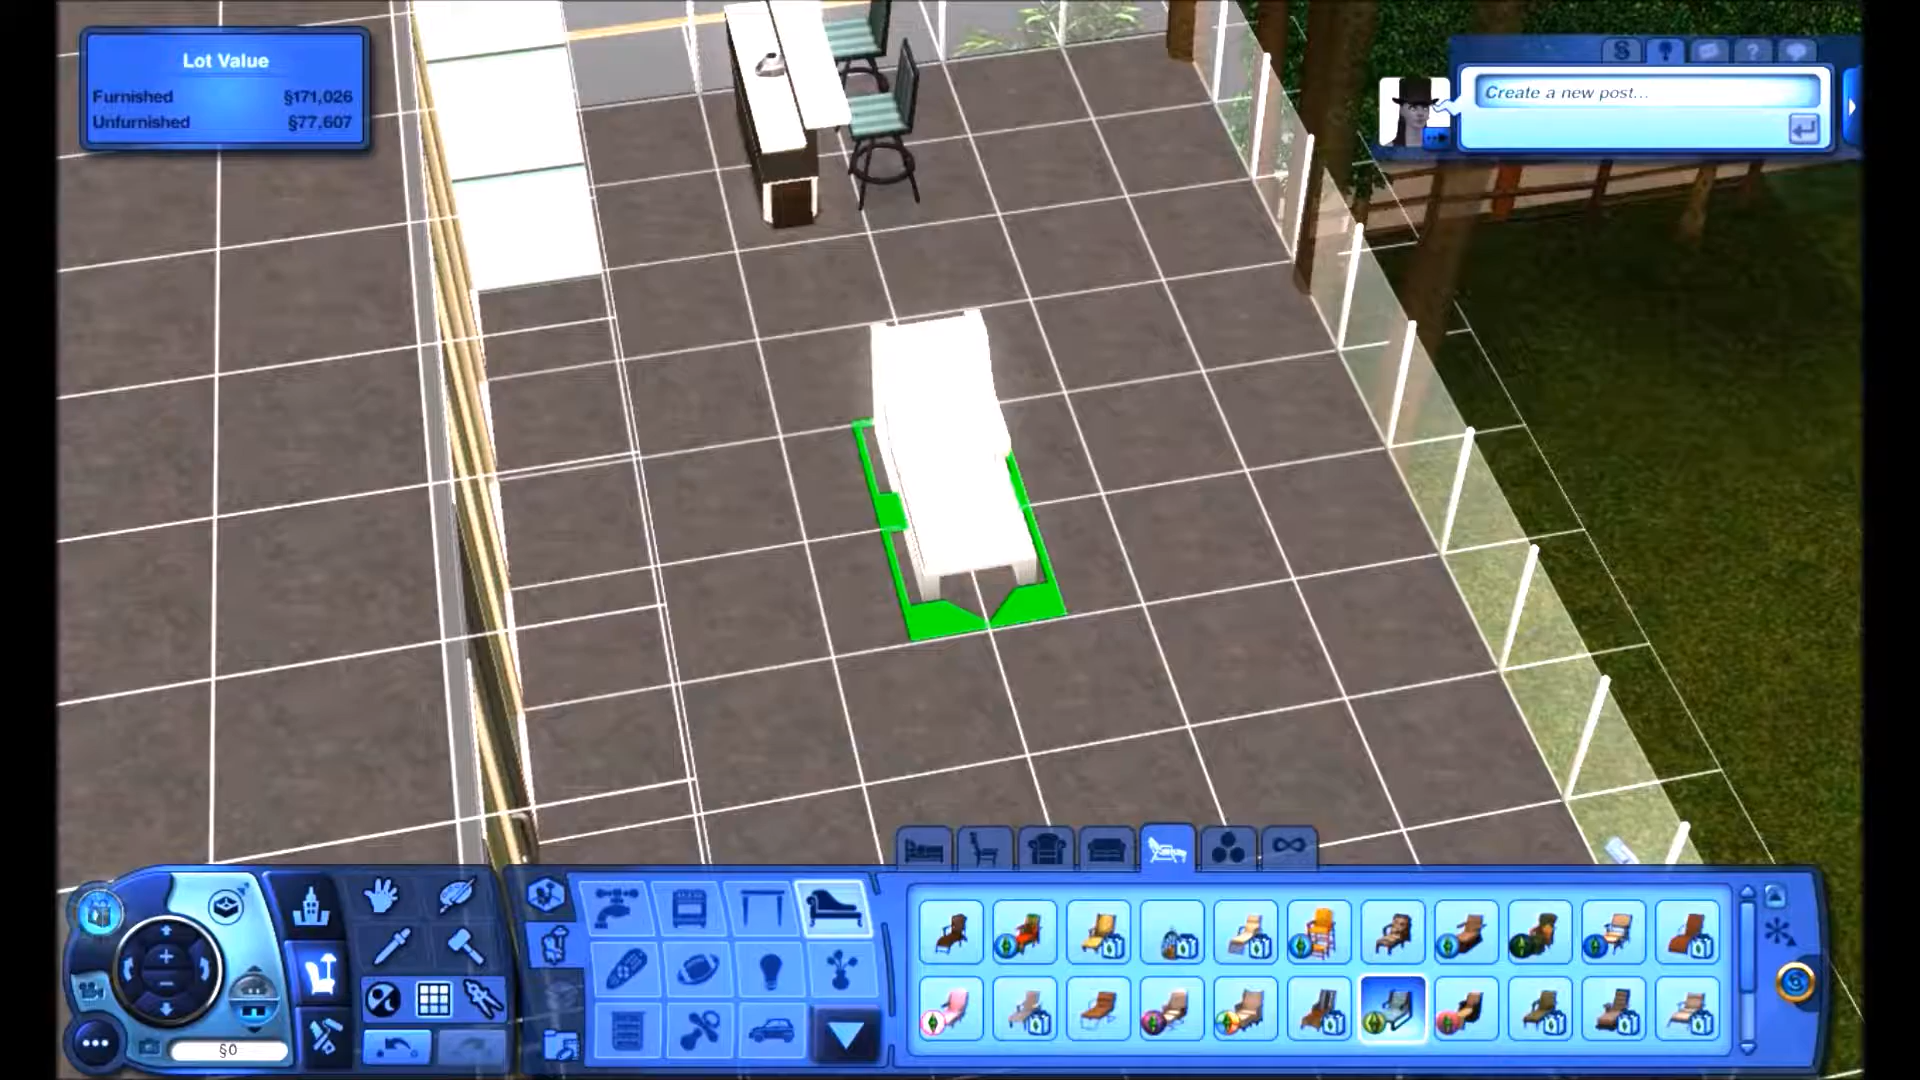 Lot Value
Furnished §171,026
Unfurnished §77,607
Create a new post...
§0